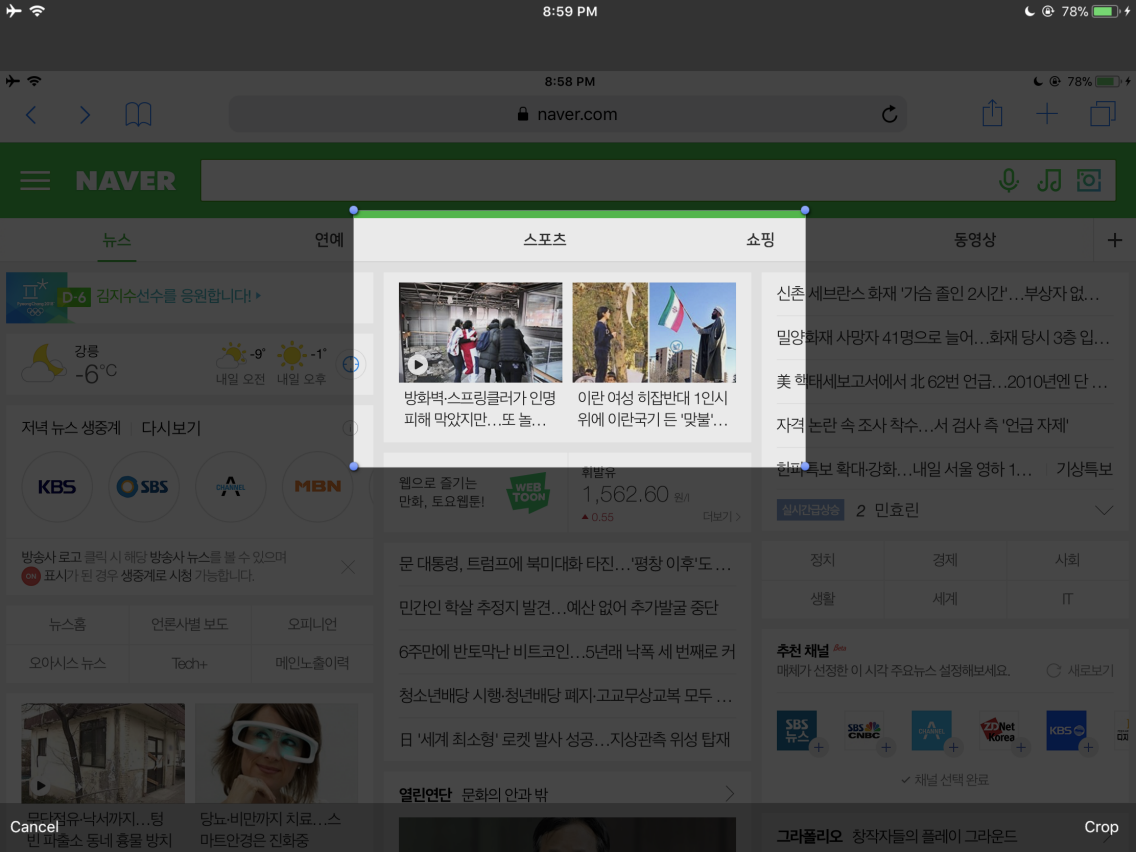 8:59 PM
78%
8:58 PM
78%
naver.com
NAVER
뉴스
연예
스포츠
쇼핑
동영상
D-6 김지수선수를 응원합니다!
강릉
-6°C
-9°
내일 오전
-1°
내일 오후
저녁 뉴스 생중계
다시보기
KBS
SBS
CHANNEL A
MBN
방송사 로고 클릭 시 해당 방송사 뉴스를 볼 수 있으며
ON 표시가 된 경우 생중계로 시청 가능합니다.
뉴스홈
언론사별 보도
오피니언
오아시스 뉴스
Tech+
메인노출이력
무단점유·낙서까지…텅
빈 파출소 동네 흉물 방치
당뇨·비만까지 치료…스
마트안경은 진화중
방화벽·스프링클러가 인명
피해 막았지만…또 놀…
이란 여성 히잡반대 1인시
위에 이란국기 든 '맞불'…
웹으로 즐기는
만화, 토요웹툰!
WEB
TOON
휘발유
1,562.60 원/l
▲ 0.55
더보기 >
문 대통령, 트럼프에 북미대화 타진…'평창 이후'도 …
민간인 학살 추정지 발견…예산 없어 추가발굴 중단
6주만에 반토막난 비트코인…5년래 낙폭 세 번째로 커
청소년배당 시행·청년배당 폐지·고교무상교복 모두 …
日 '세계 최소형' 로켓 발사 성공…지상관측 위성 탑재
열린연단 문화의 안과 밖
신촌 세브란스 화재 '가슴 졸인 2시간'…부상자 없…
밀양화재 사망자 41명으로 늘어…화재 당시 3층 입…
美 핵태세보고서에서 北 62번 언급…2010년엔 단 …
자격 논란 속 조사 착수…서 검사 측 '언급 자제'
한파특보 확대·강화…내일 서울 영하 1…
기상특보
실시간급상승 2 민효린
정치
경제
사회
생활
세계
IT
추천 채널 Beta
매체가 선정한 이 시각 주요뉴스 설정해보세요.
새로보기
SBS
뉴스
SBS
CNBC
CHANNEL A
ZDNet
Korea
KBS
채널 선택 완료
그라폴리오 창작자들의 플레이 그라운드
Cancel
Crop